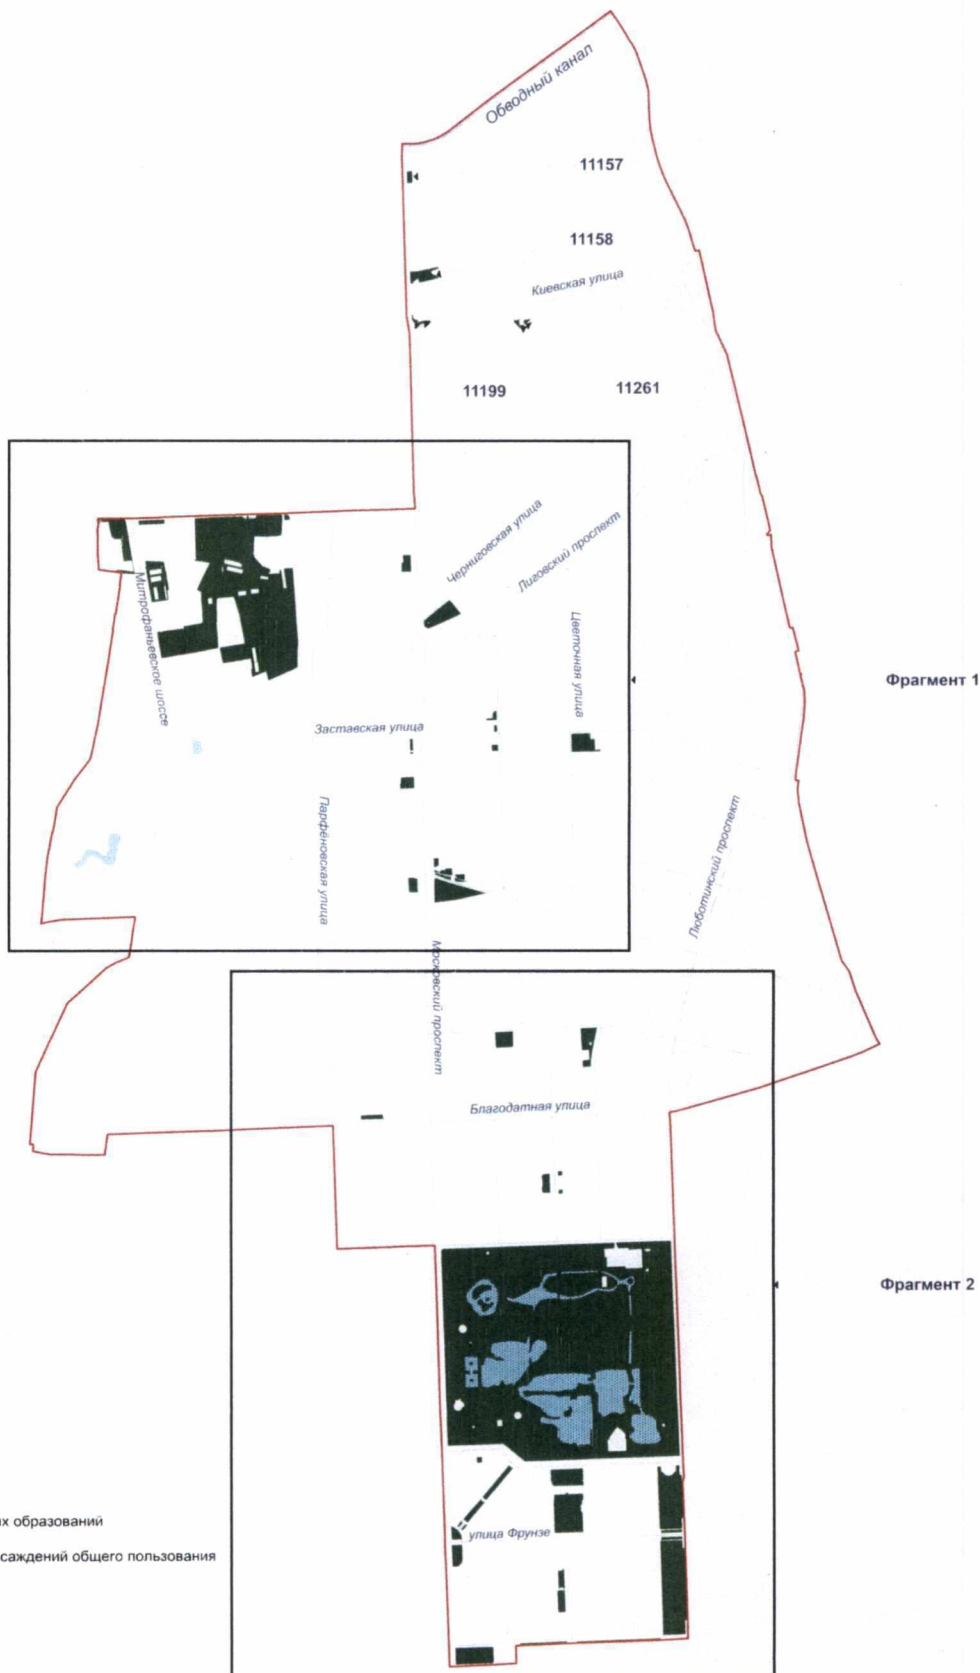 Обводный канал
11157
11158
Киевская улица
11199
11261
Черниговская улица
Лиговский проспект
Митрофаньевское шоссе
Цветочная улица
Фрагмент 1
Заставская улица
Парфёновская улица
Люботинский проспект
Московский проспект
Благодатная улица
Фрагмент 2
х образований
саждений общего пользования
улица Фрунзе